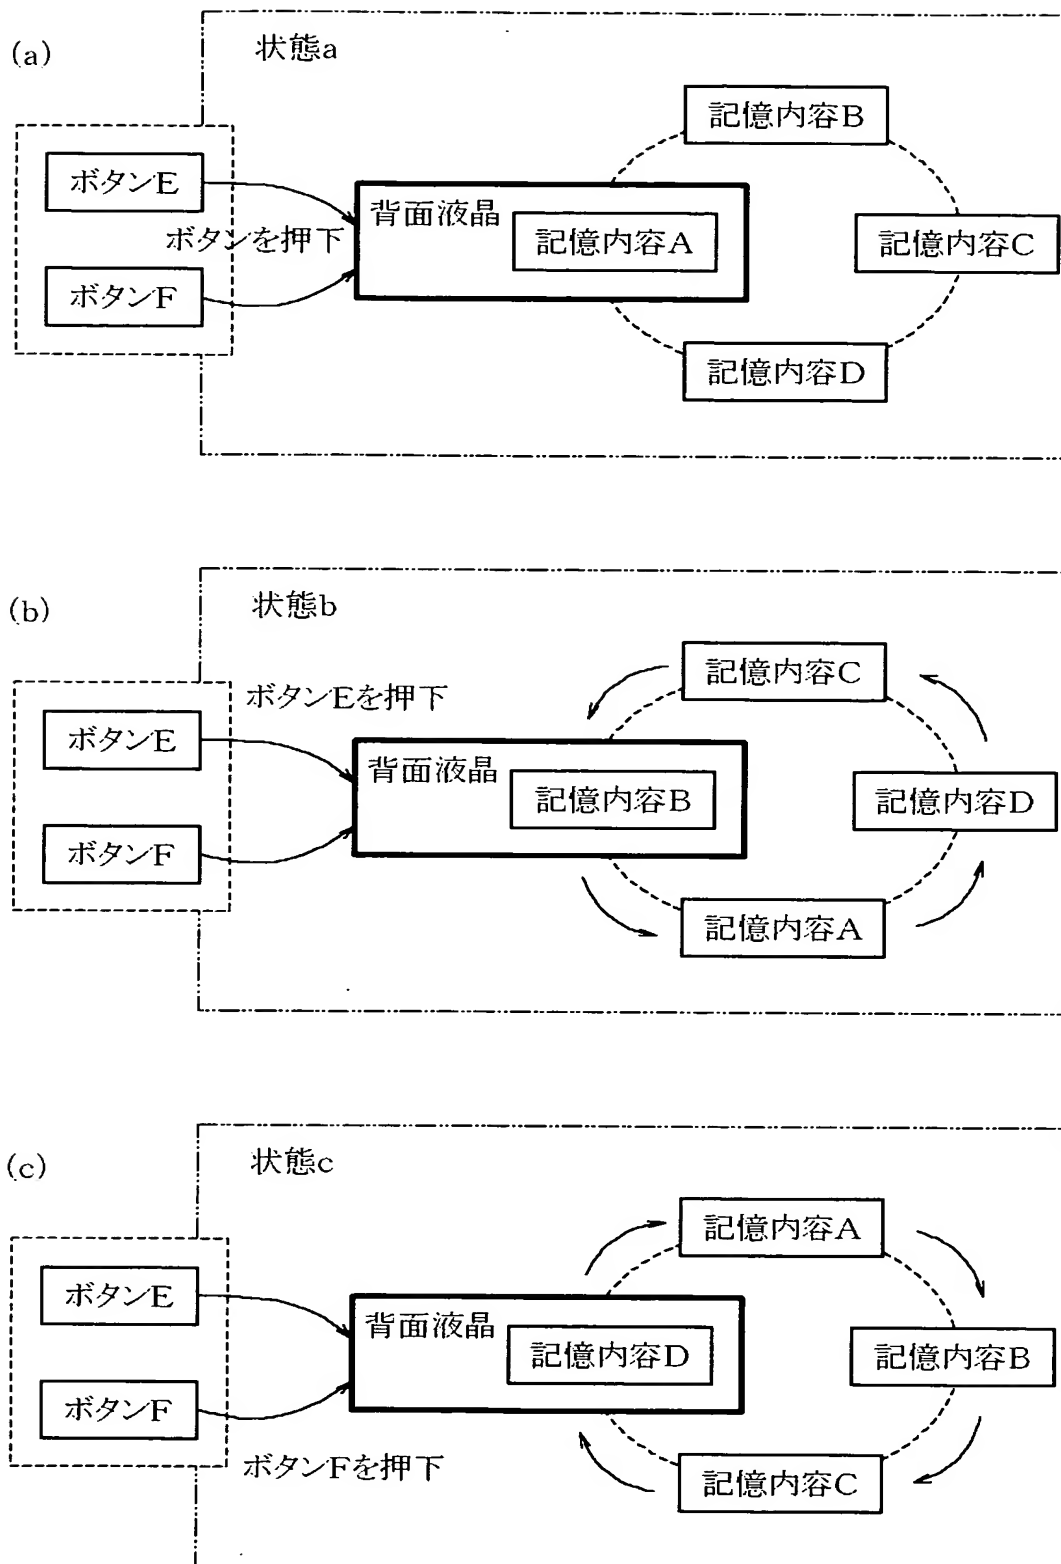 (a)
状態a
記憶内容B
ボタンE
背面液晶
ボタンを押下
記憶内容A
記憶内容C
ボタンF
記憶内容D
(b)
状態b
ボタンEを押下
記憶内容C
ボタンE
背面液晶
記憶内容B
記憶内容D
ボタンF
記憶内容A
(c)
状態c
記憶内容A
ボタンE
背面液晶
記憶内容D
記憶内容B
ボタンF
ボタンFを押下
記憶内容C